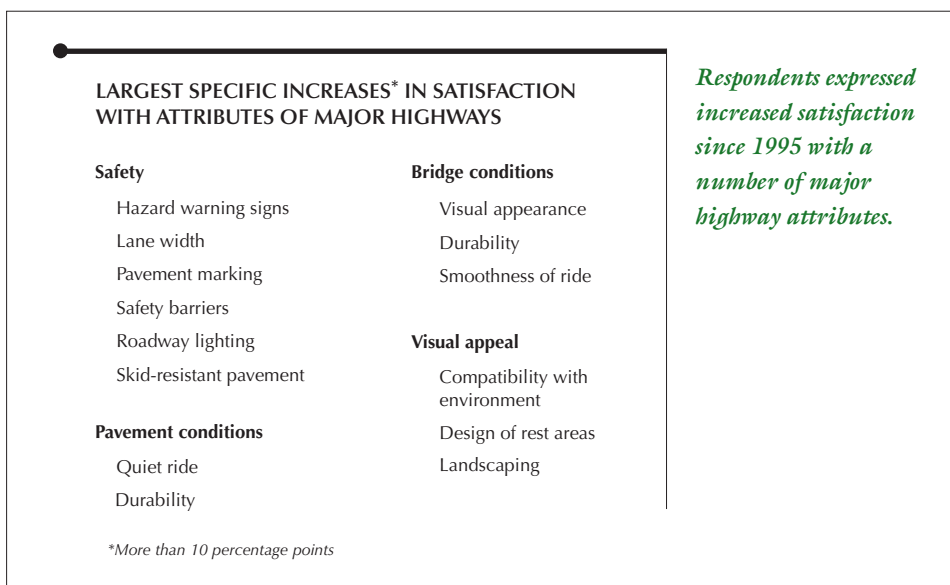 LARGEST SPECIFIC INCREASES* IN SATISFACTION
WITH ATTRIBUTES OF MAJOR HIGHWAYS
Safety
Hazard warning signs
Lane width
Pavement marking
Safety barriers
Roadway lighting
Skid-resistant pavement
Pavement conditions
Quiet ride
Durability
Bridge conditions
Visual appearance
Durability
Smoothness of ride
Visual appeal
Compatibility with
environment
Design of rest areas
Landscaping
*More than 10 percentage points
Respondents expressed
increased satisfaction
since 1995 with a
number of major
highway attributes.